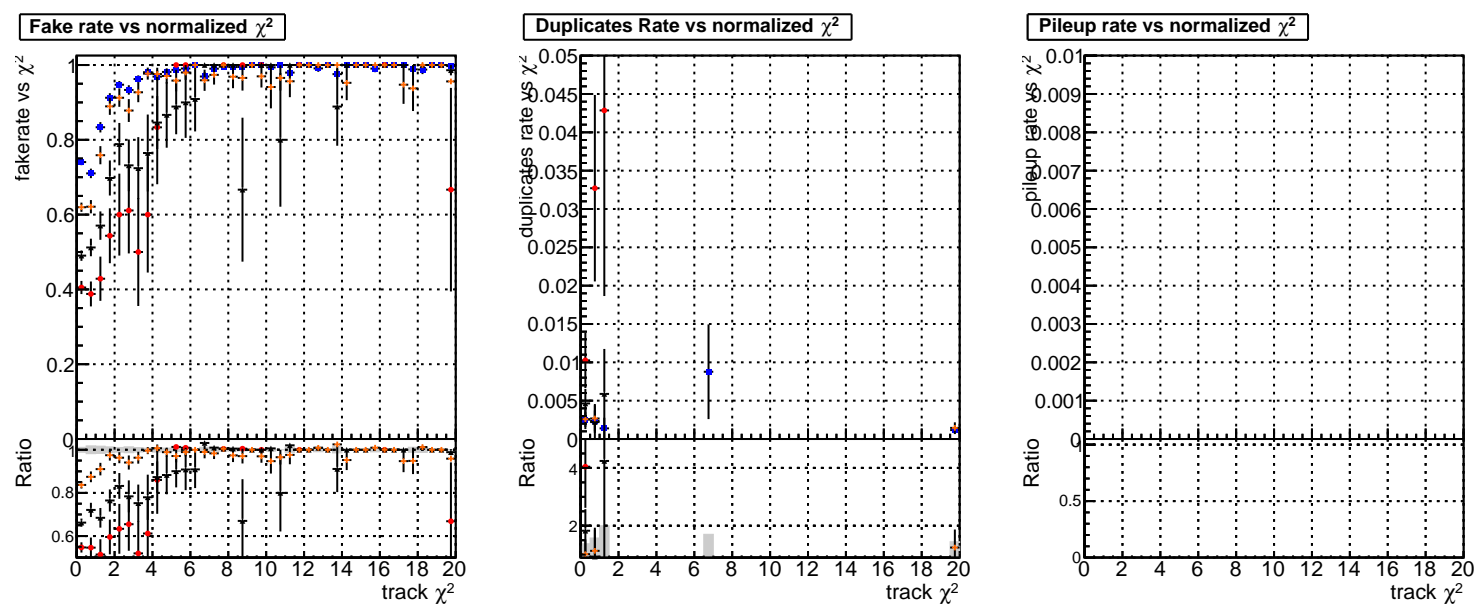 Fake rate vs normalized χ²
fakerate vs χ²
1
0.8
0.6
0.4
0.2
0
Ratio
1
0.8
0.6
0 2 4 6 8 10 12 14 16 18 20
track χ²
Duplicates Rate vs normalized χ²
duplicates rate vs χ²
0.05
0.045
0.04
0.035
0.03
0.025
0.02
0.015
0.01
0.005
0
Ratio
4
2
0 2 4 6 8 10 12 14 16 18 20
track χ²
Pileup rate vs normalized χ²
pileup rate vs χ²
0.01
0.009
0.008
0.007
0.006
0.005
0.004
0.003
0.002
0.001
0
Ratio
1
0.5
0
0 2 4 6 8 10 12 14 16 18 20
track χ²